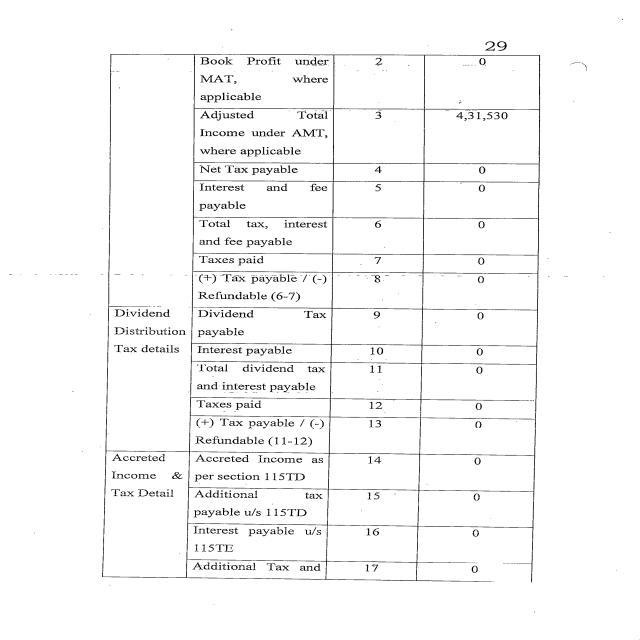 29
Book Profit under 2 0
MAT, where
applicable
Adjusted Total 3 4,31,530
Income under AMT,
where applicable
Net Tax payable 4 0
Interest and fee 5 0
payable
Total tax, interest 6 0
and fee payable
Taxes paid 7 0
(+) Tax payable / (-) 8 0
Refundable (6-7)
Dividend Dividend Tax 9 0
Distribution payable
Tax details Interest payable 10 0
Total dividend tax 11 0
and interest payable
Taxes paid 12 0
(+) Tax payable / (-) 13 0
Refundable (11-12)
Accreted Accreted Income as 14 0
Income & per section 115TD
Tax Detail Additional tax 15 0
payable u/s 115TD
Interest payable u/s 16 0
115TE
Additional Tax and 17 0